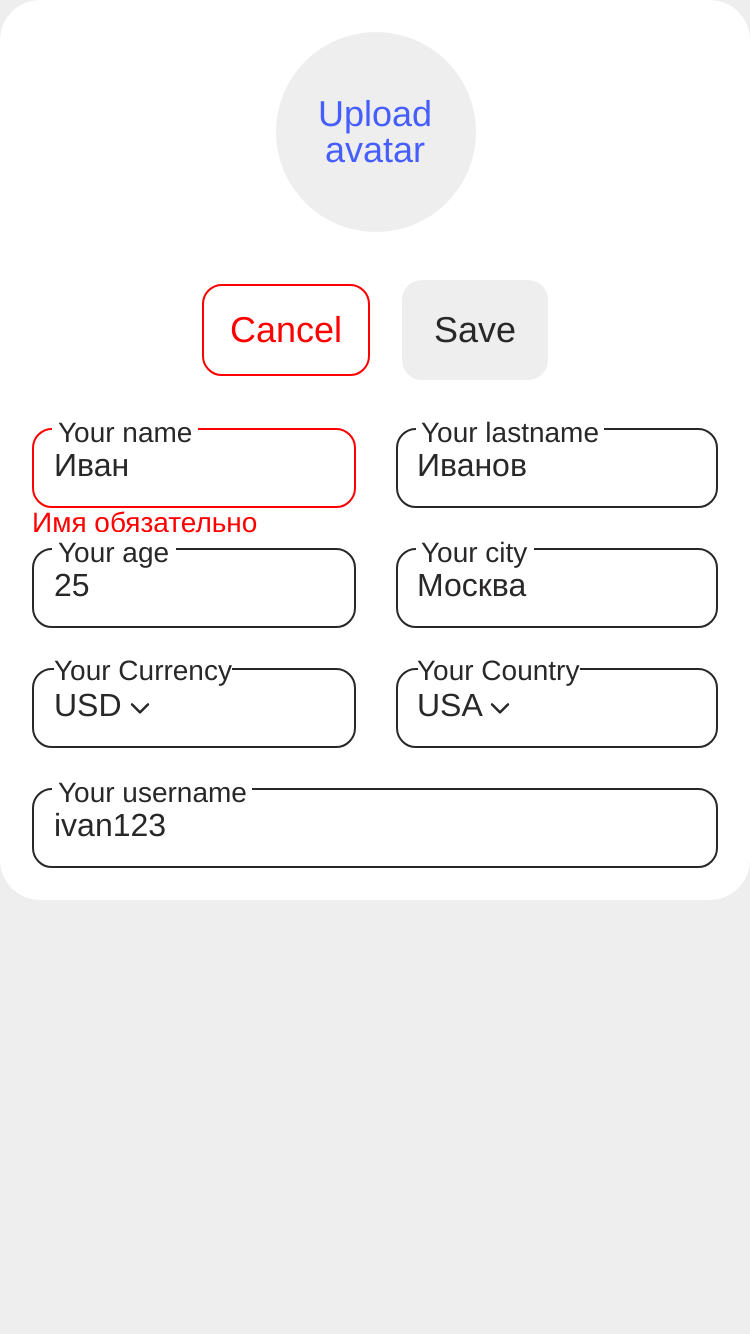 Upload
avatar
Cancel
Save
Your name
Иван
Your lastname
Иванов
Имя обязательно
Your age
25
Your city
Москва
Your Currency
USD
Your Country
USA
Your username
ivan123